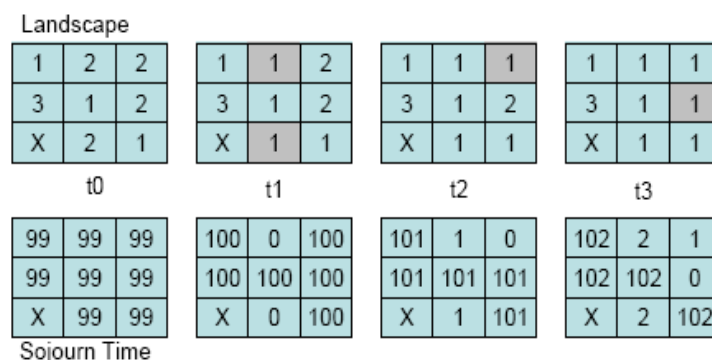 Landscape
1 2 2 1 1 2 1 1 1 1 1 1
3 1 2 3 1 2 3 1 2 3 1 1
X 2 1 X 1 1 X 1 1 X 1 1
t0 t1 t2 t3
99 99 99 100 0 100 101 1 0 102 2 1
99 99 99 100 100 100 101 101 101 102 102 0
X 99 99 X 0 100 X 1 101 X 2 102
Sojourn Time